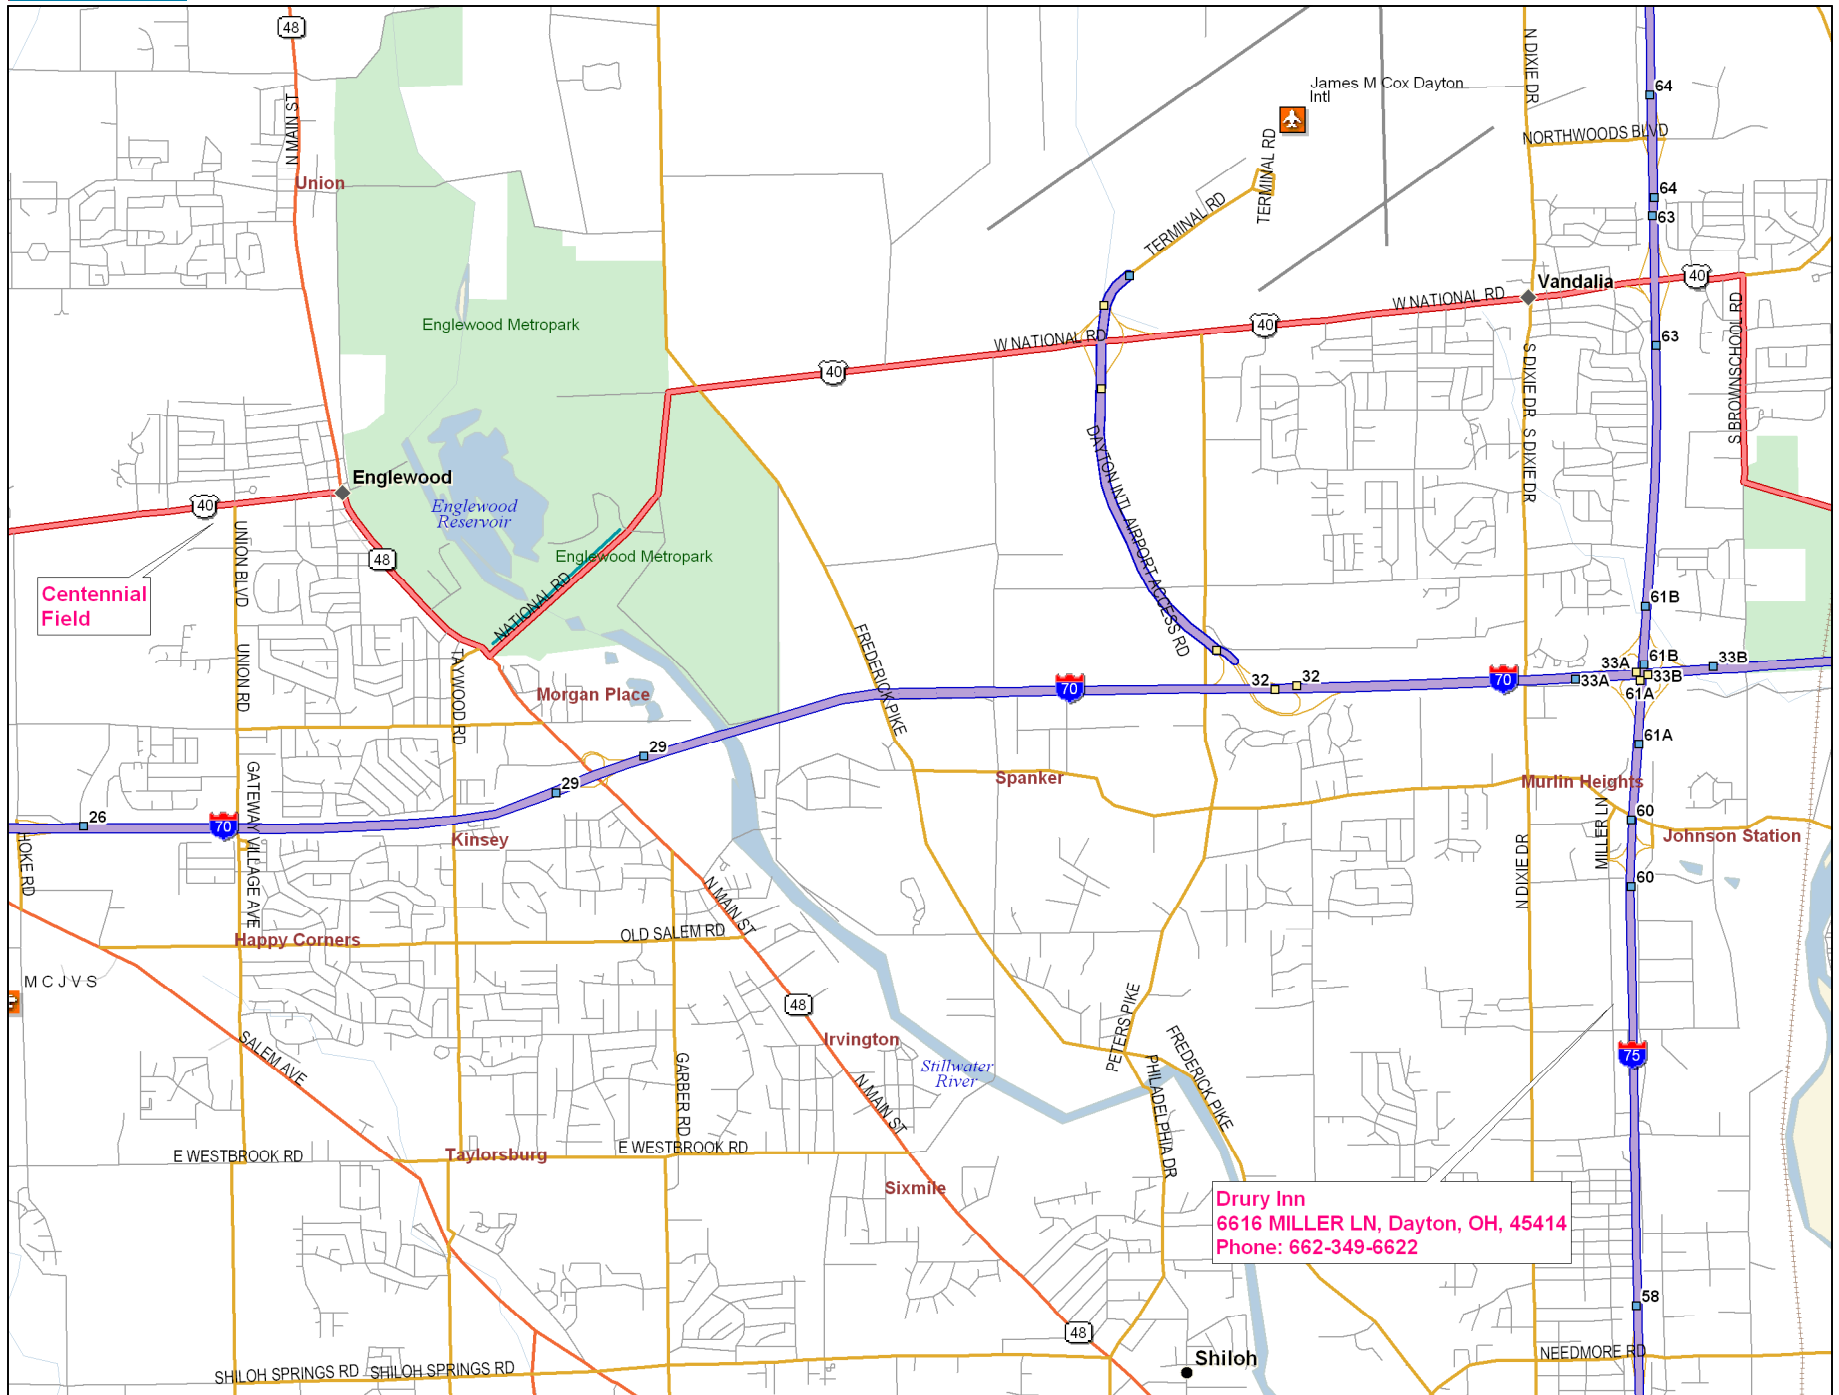 48
N MAIN ST
Union
James M Cox Dayton
Intl
TERMINAL RD
TERMINAL RD
N DIXIE DR
64
NORTHWOODS BLVD
64
63
Vandalia
40
W NATIONAL RD
40
W NATIONAL RD
40
63
S BROWNSCHOOL RD
S DIXIE DR
S DIXIE DR
Englewood Metropark
Englewood
40
Englewood
Reservoir
48
Englewood Metropark
NATIONAL RD
UNION BLVD
Centennial
Field
UNION RD
TAYWOOD RD
DAYTON INTL AIRPORT ACCESS RD
FREDERICK PIKE
61B
61B
33A
33B
33A
33B
61A
61A
70
32
32
70
Morgan Place
29
29
Spanker
Murlin Heights
26
70
GATEWAY VILLAGE AVE
Kinsey
HOKE RD
MILLER LN
60
Johnson Station
60
N DIXIE DR
N MAIN ST
OLD SALEM RD
Happy Corners
M C J V S
48
SALEM AVE
Irvington
Stillwater
River
GARBER RD
N MAIN ST
PETERS PIKE
PHILADELPHIA DR
FREDERICK PIKE
75
E WESTBROOK RD
Taylorsburg
E WESTBROOK RD
Sixmile
Drury Inn
6616 MILLER LN, Dayton, OH, 45414
Phone: 662-349-6622
58
48
Shiloh
NEEDMORE RD
SHILOH SPRINGS RD
SHILOH SPRINGS RD